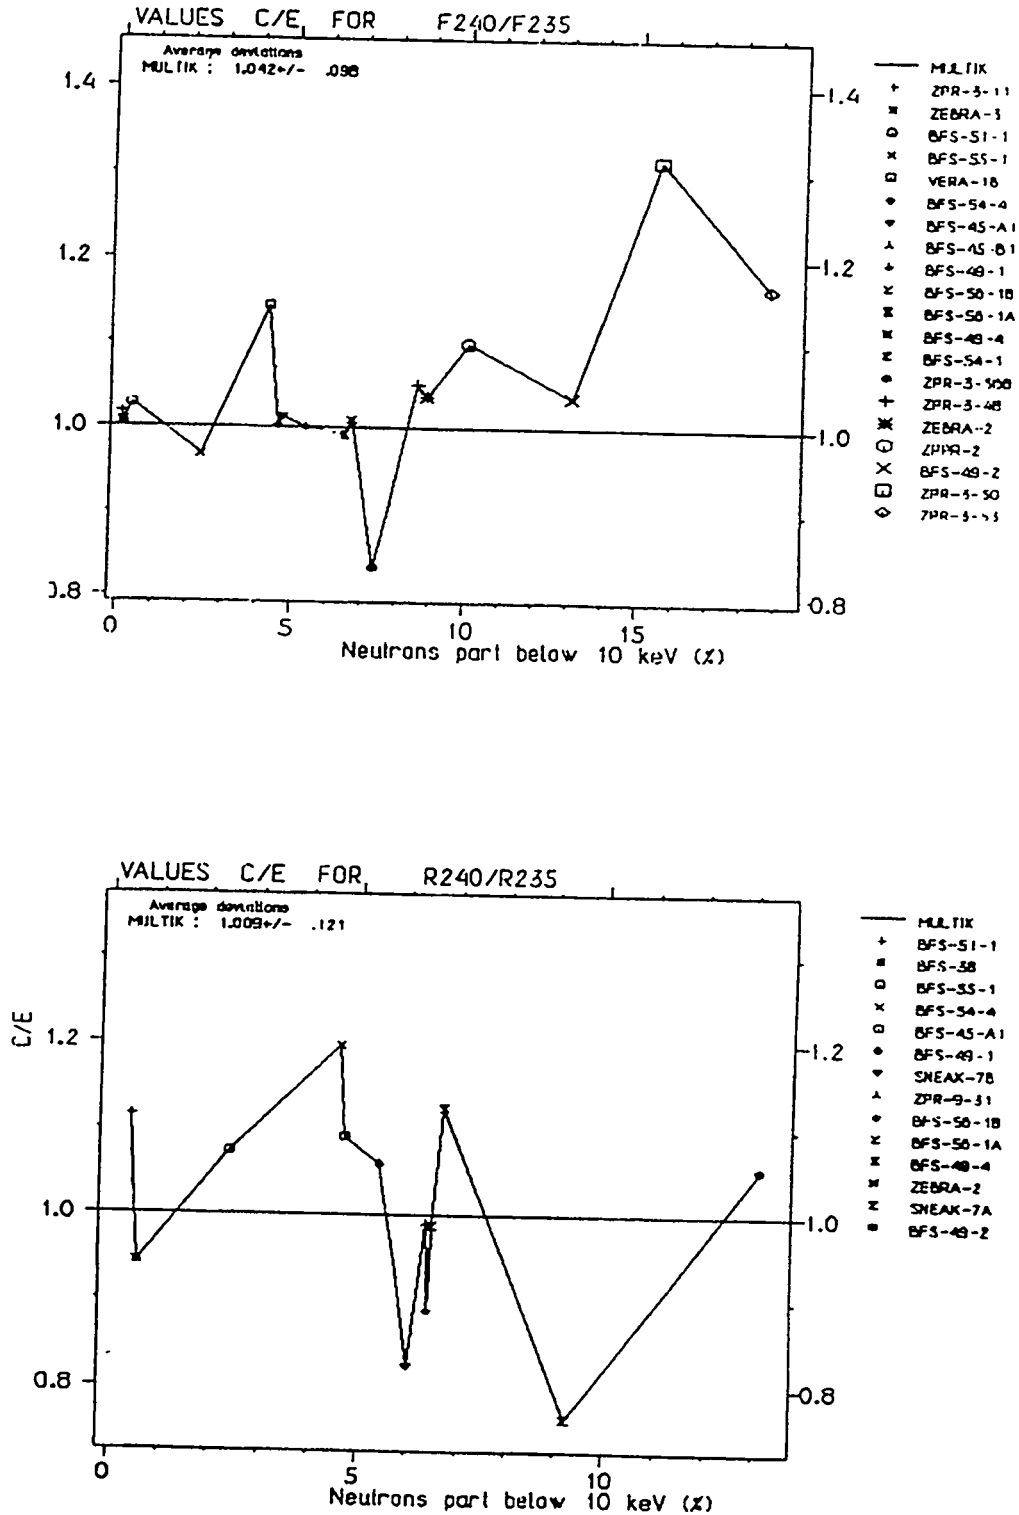 VALUES C/E FOR F240/F235
Average deviations
MULTIK : 1.042+/- .098
1.4
1.2
1.0
0.8
1.4
1.2
1.0
0.8
0 5 10 15
Neutrons part below 10 keV (%)
MULTIK
ZPR-3-11
ZEBRA-3
BFS-51-1
BFS-55-1
VERA-1B
BFS-54-4
BFS-45-A1
BFS-45-B1
BFS-49-1
BFS-56-1B
BFS-56-1A
BFS-49-4
BFS-54-1
ZPR-3-56B
ZPR-3-48
ZEBRA-2
ZPPR-2
BFS-49-2
ZPR-3-50
ZPR-3-53
VALUES C/E FOR R240/R235
Average deviations
MULTIK : 1.009+/- .121
C/E
1.2
1.0
0.8
1.2
1.0
0.8
0 5 10
Neutrons part below 10 keV (%)
MULTIK
BFS-51-1
BFS-38
BFS-55-1
BFS-54-4
BFS-45-A1
BFS-49-1
SNEAK-7B
ZPR-9-31
BFS-56-1B
BFS-56-1A
BFS-49-4
ZEBRA-2
SNEAK-7A
BFS-49-2